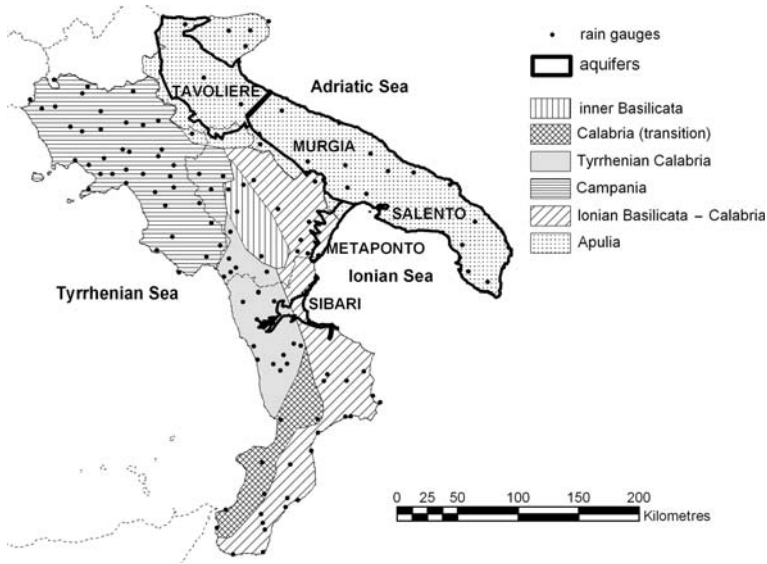 rain gauges
aquifers
inner Basilicata
Calabria (transition)
Tyrrhenian Calabria
Campania
Ionian Basilicata – Calabria
Apulia
TAVOLIERE
Adriatic Sea
MURGIA
SALENTO
METAPONTO
Ionian Sea
Tyrrhenian Sea
SIBARI
0 25 50 100 150 200
Kilometres